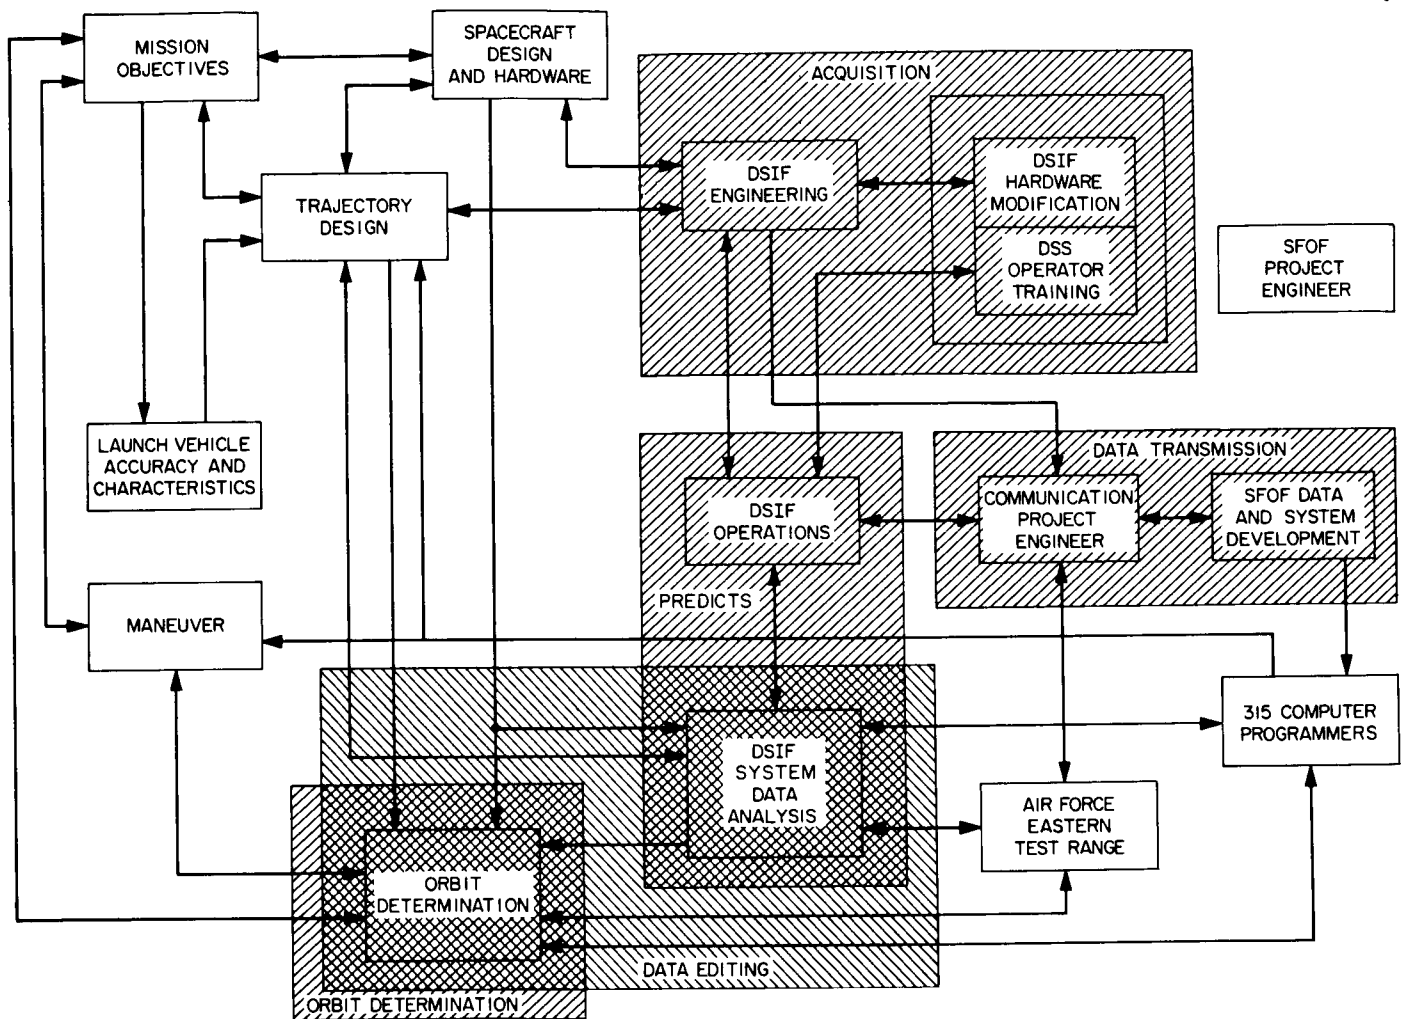 MISSION
OBJECTIVES
SPACECRAFT
DESIGN
AND HARDWARE
ACQUISITION
DSIF
ENGINEERING
DSIF
HARDWARE
MODIFICATION
DSS
OPERATOR
TRAINING
TRAJECTORY
DESIGN
SFOF
PROJECT
ENGINEER
LAUNCH VEHICLE
ACCURACY AND
CHARACTERISTICS
DATA TRANSMISSION
DSIF
OPERATIONS
COMMUNICATION
PROJECT
ENGINEER
SFOF DATA
AND SYSTEM
DEVELOPMENT
PREDICTS
MANEUVER
DSIF
SYSTEM
DATA
ANALYSIS
315 COMPUTER
PROGRAMMERS
AIR FORCE
EASTERN
TEST RANGE
ORBIT
DETERMINATION
DATA EDITING
ORBIT DETERMINATION